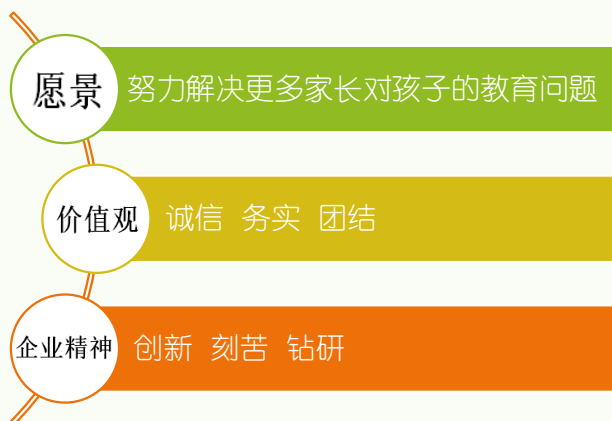 愿景 努力解决更多家长对孩子的教育问题
价值观 诚信 务实 团结
企业精神 创新 刻苦 钻研